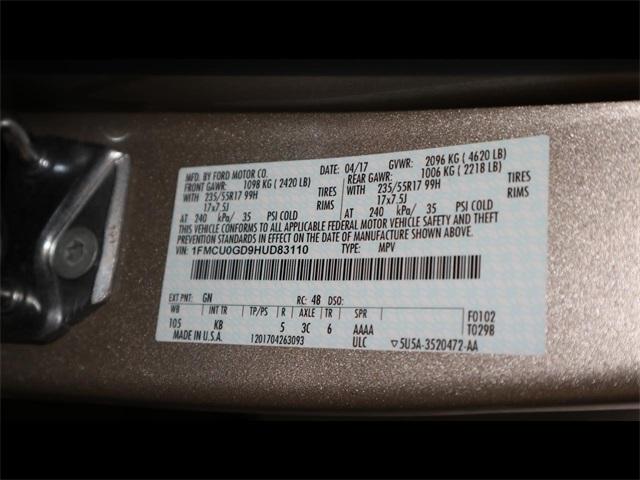 MFD. BY FORD MOTOR CO. DATE: 04/17 GVWR: 2096 KG ( 4620 LB)
FRONT GAWR: 1098 KG ( 2420 LB) REAR GAWR: 1006 KG ( 2218 LB)
WITH 235/55R17 99H TIRES WITH 235/55R17 99H TIRES
17x7.5J RIMS 17x7.5J RIMS
AT 240 kPa/ 35 PSI COLD AT 240 kPa/ 35 PSI COLD
THIS VEHICLE CONFORMS TO ALL APPLICABLE FEDERAL MOTOR VEHICLE SAFETY AND THEFT
PREVENTION STANDARDS IN EFFECT ON THE DATE OF MANUFACTURE SHOWN ABOVE.
VIN: 1FMCU0GD9HUD83110 TYPE: MPV
EXT PNT: GN RC: 48 DSO:
WB INT TR TP/PS R AXLE TR SPR F0102
105 KB 5 3C 6 AAAA T0298
MADE IN U.S.A. 1201704263093 ULC ▽5U5A-3520472-AA